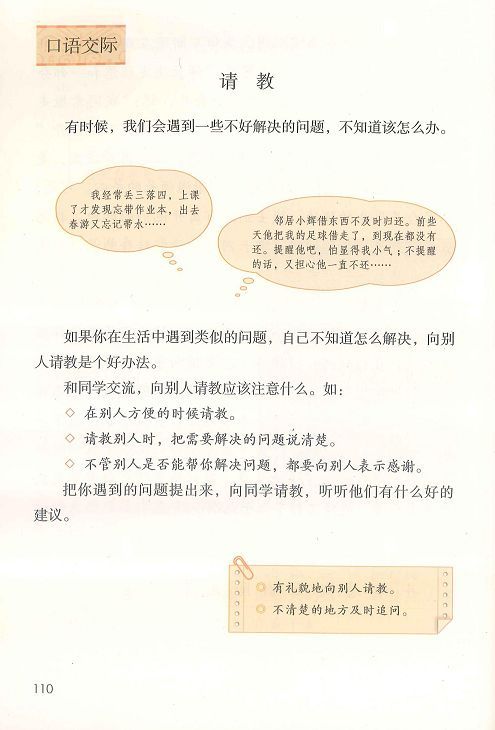 口语交际
请 教
有时候，我们会遇到一些不好解决的问题，不知道该怎么办。
我经常丢三落四，上课
了才发现忘带作业本，出去
春游又忘记带水……
邻居小辉借东西不及时归还。前些
天他把我的足球借走了，到现在都没有
还。提醒他吧，怕显得我小气；不提醒
的话，又担心他一直不还……
如果你在生活中遇到类似的问题，自己不知道怎么解决，向别
人请教是个好办法。
和同学交流，向别人请教应该注意什么。如：
◇ 在别人方便的时候请教。
◇ 请教别人时，把需要解决的问题说清楚。
◇ 不管别人是否能帮你解决问题，都要向别人表示感谢。
把你遇到的问题提出来，向同学请教，听听他们有什么好的
建议。
◎ 有礼貌地向别人请教。
◎ 不清楚的地方及时追问。
110